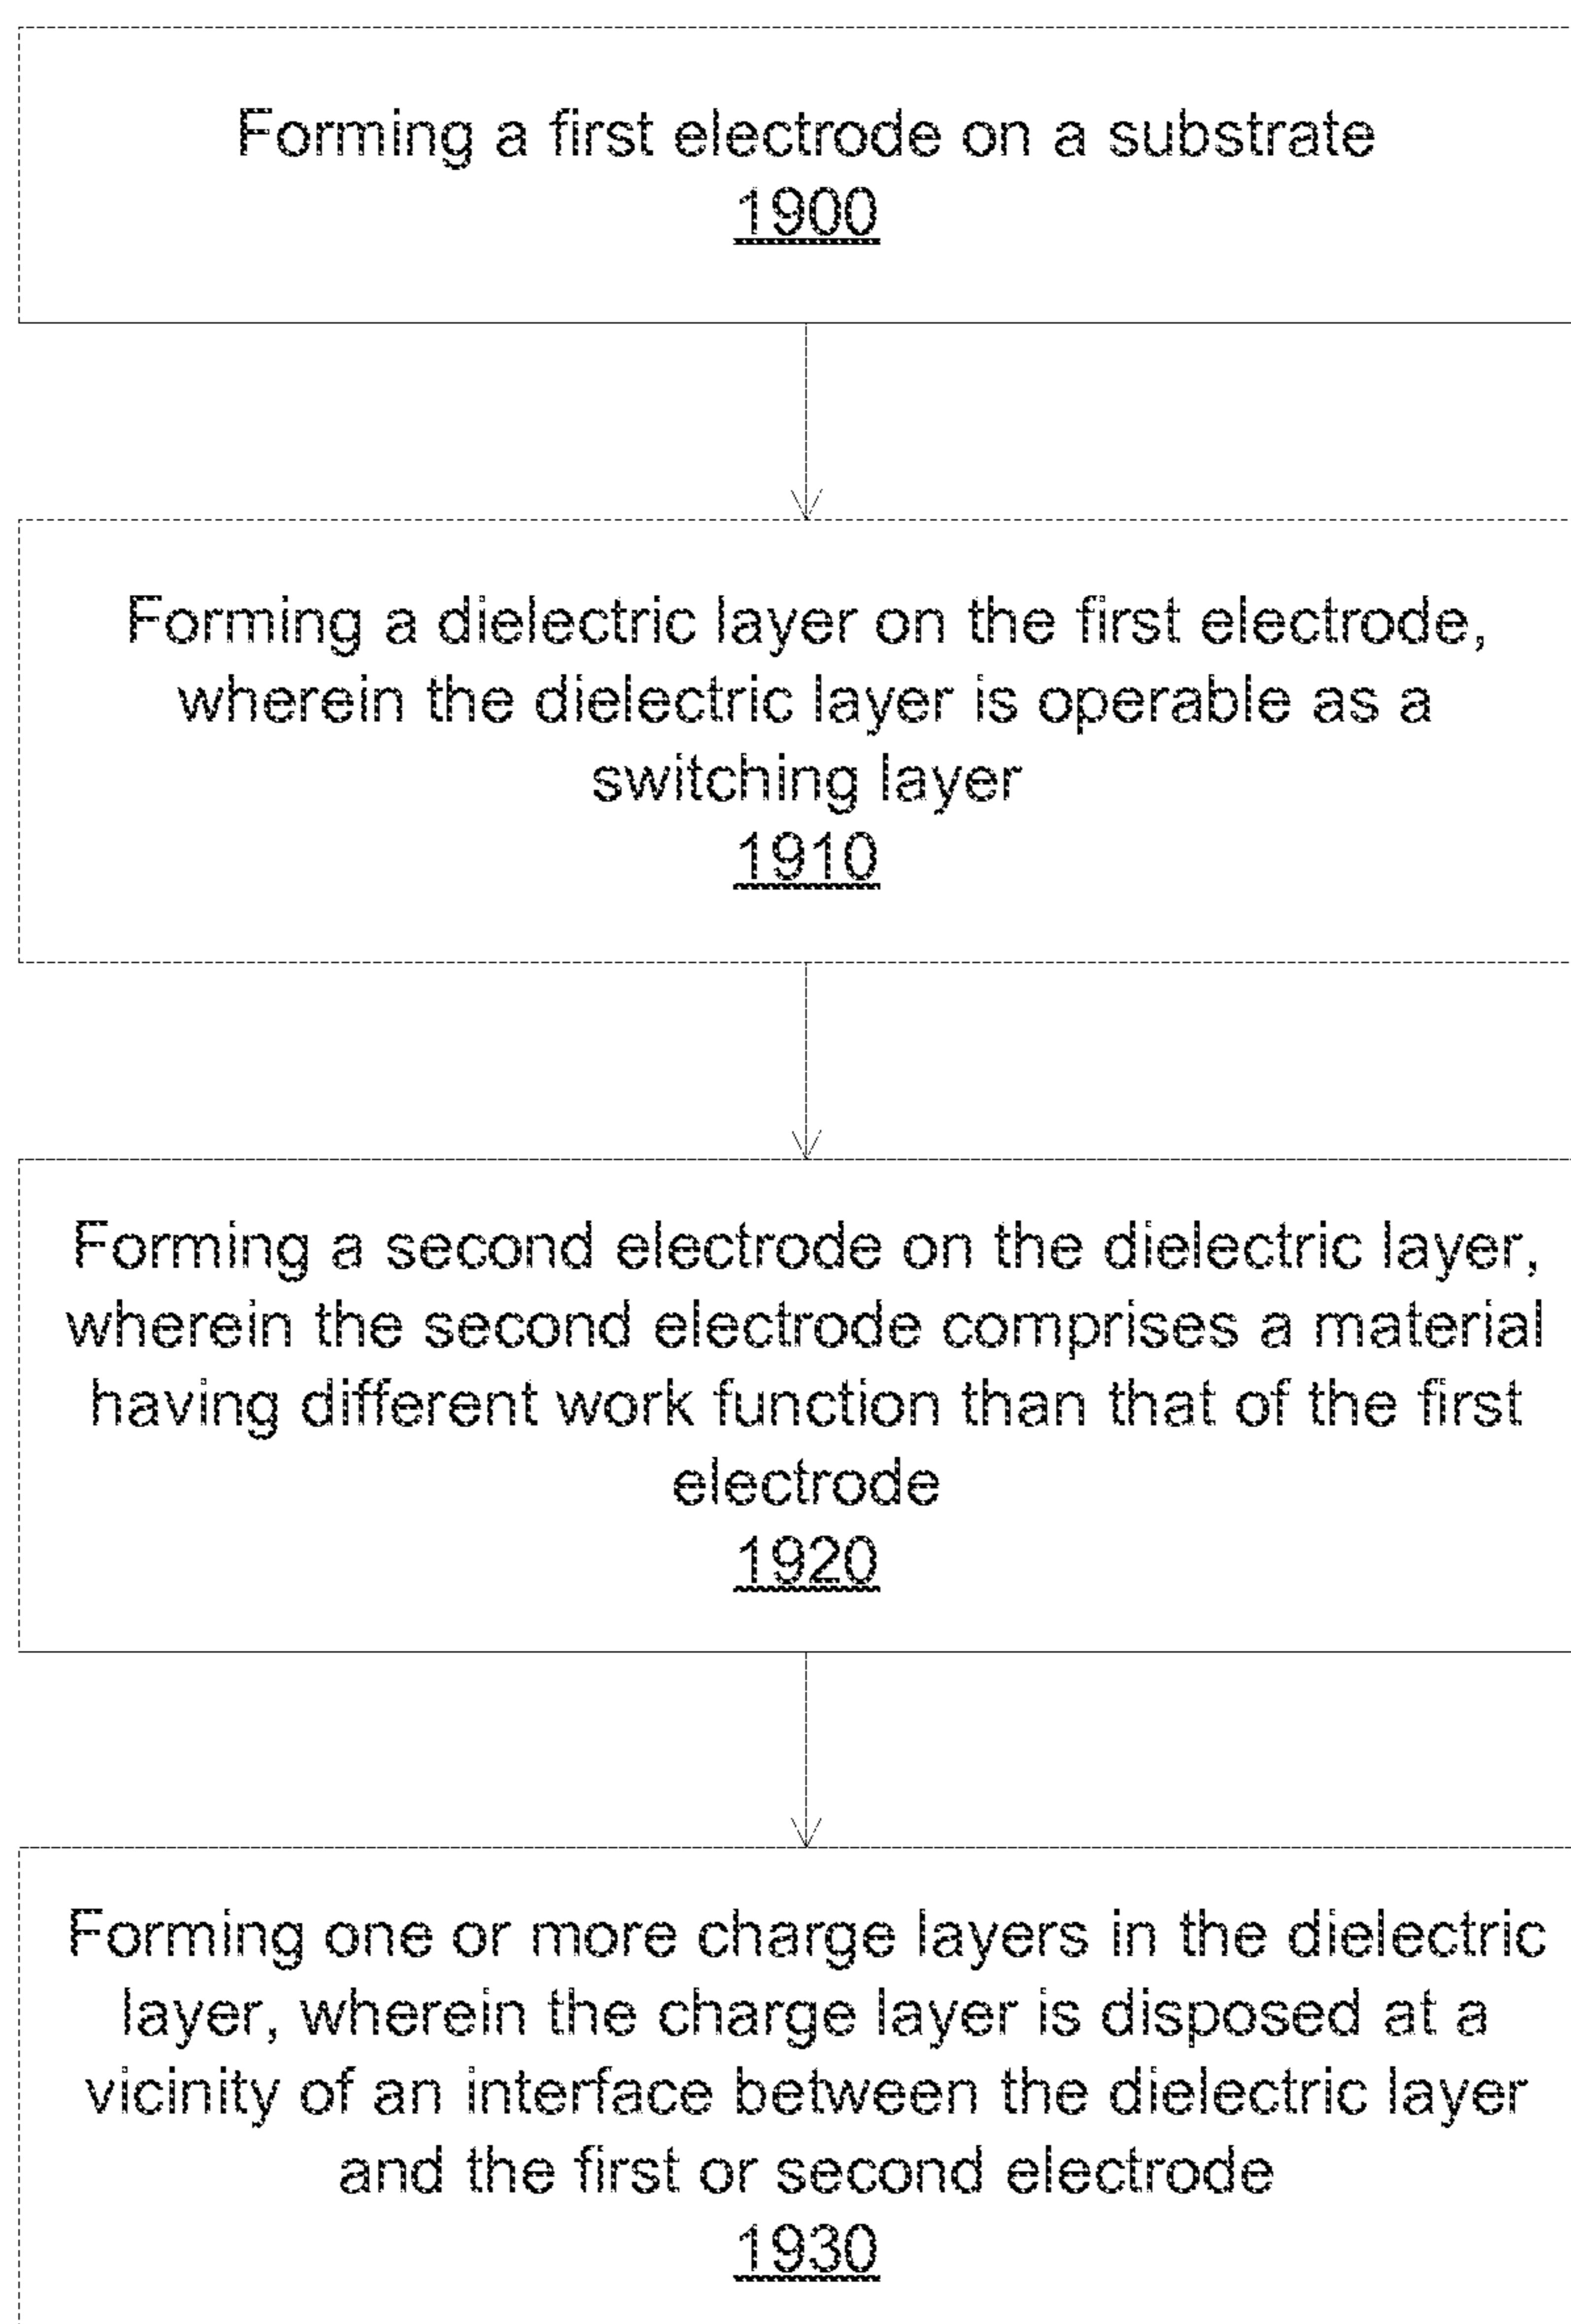 Forming a first electrode on a substrate
1900
Forming a dielectric layer on the first electrode,
wherein the dielectric layer is operable as a
switching layer
1910
Forming a second electrode on the dielectric layer,
wherein the second electrode comprises a material
having different work function than that of the first
electrode
1920
Forming one or more charge layers in the dielectric
layer, wherein the charge layer is disposed at a
vicinity of an interface between the dielectric layer
and the first or second electrode
1930